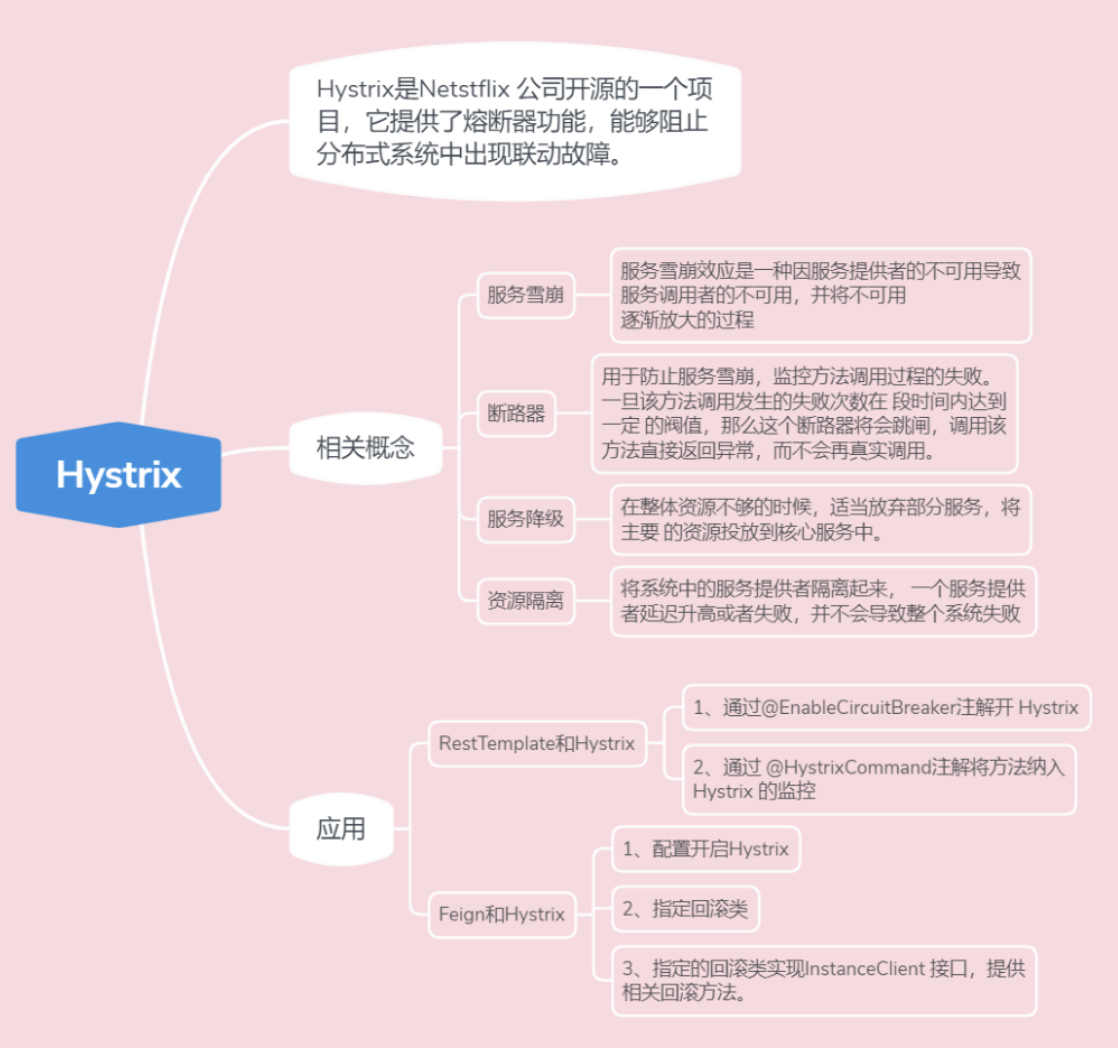 Hystrix是Netstflix 公司开源的一个项
目，它提供了熔断器功能，能够阻止
分布式系统中出现联动故障。
Hystrix
相关概念
服务雪崩
服务雪崩效应是一种因服务提供者的不可用导致
服务调用者的不可用，并将不可用
逐渐放大的过程
断路器
用于防止服务雪崩，监控方法调用过程的失败。
一旦该方法调用发生的失败次数在 段时间内达到
一定 的阀值，那么这个断路器将会跳闸，调用该
方法直接返回异常，而不会再真实调用。
服务降级
在整体资源不够的时候，适当放弃部分服务，将
主要 的资源投放到核心服务中。
资源隔离
将系统中的服务提供者隔离起来， 一个服务提供
者延迟升高或者失败，并不会导致整个系统失败
应用
RestTemplate和Hystrix
1、通过@EnableCircuitBreaker注解开 Hystrix
2、通过 @HystrixCommand注解将方法纳入
Hystrix 的监控
Feign和Hystrix
1、配置开启Hystrix
2、指定回滚类
3、指定的回滚类实现InstanceClient 接口，提供
相关回滚方法。